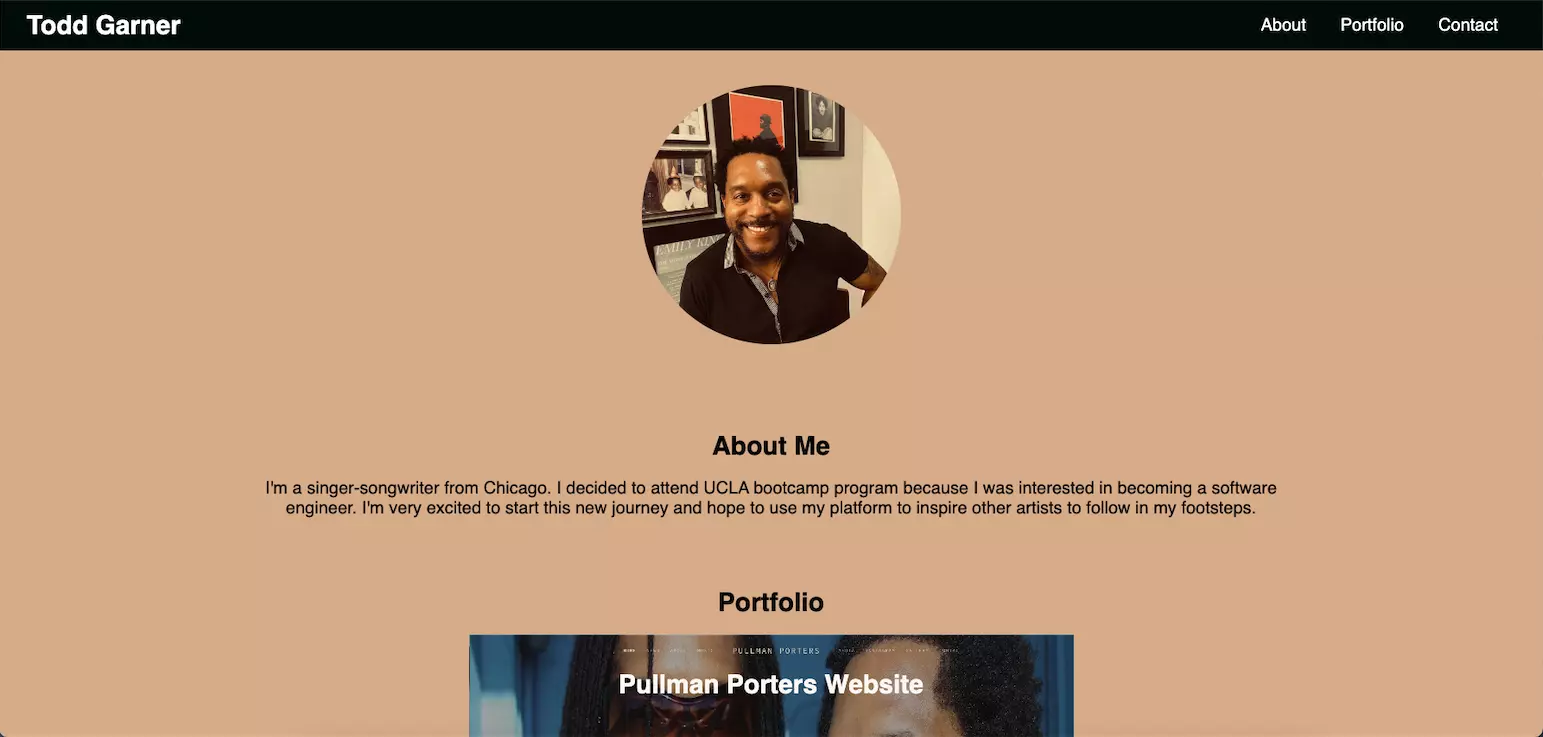 Todd Garner
About Portfolio Contact
EMILY KIN
About Me
I'm a singer-songwriter from Chicago. I decided to attend UCLA bootcamp program because I was interested in becoming a software
engineer. I'm very excited to start this new journey and hope to use my platform to inspire other artists to follow in my footsteps.
Portfolio
PULLMAN PORTERS
Pullman Porters Website